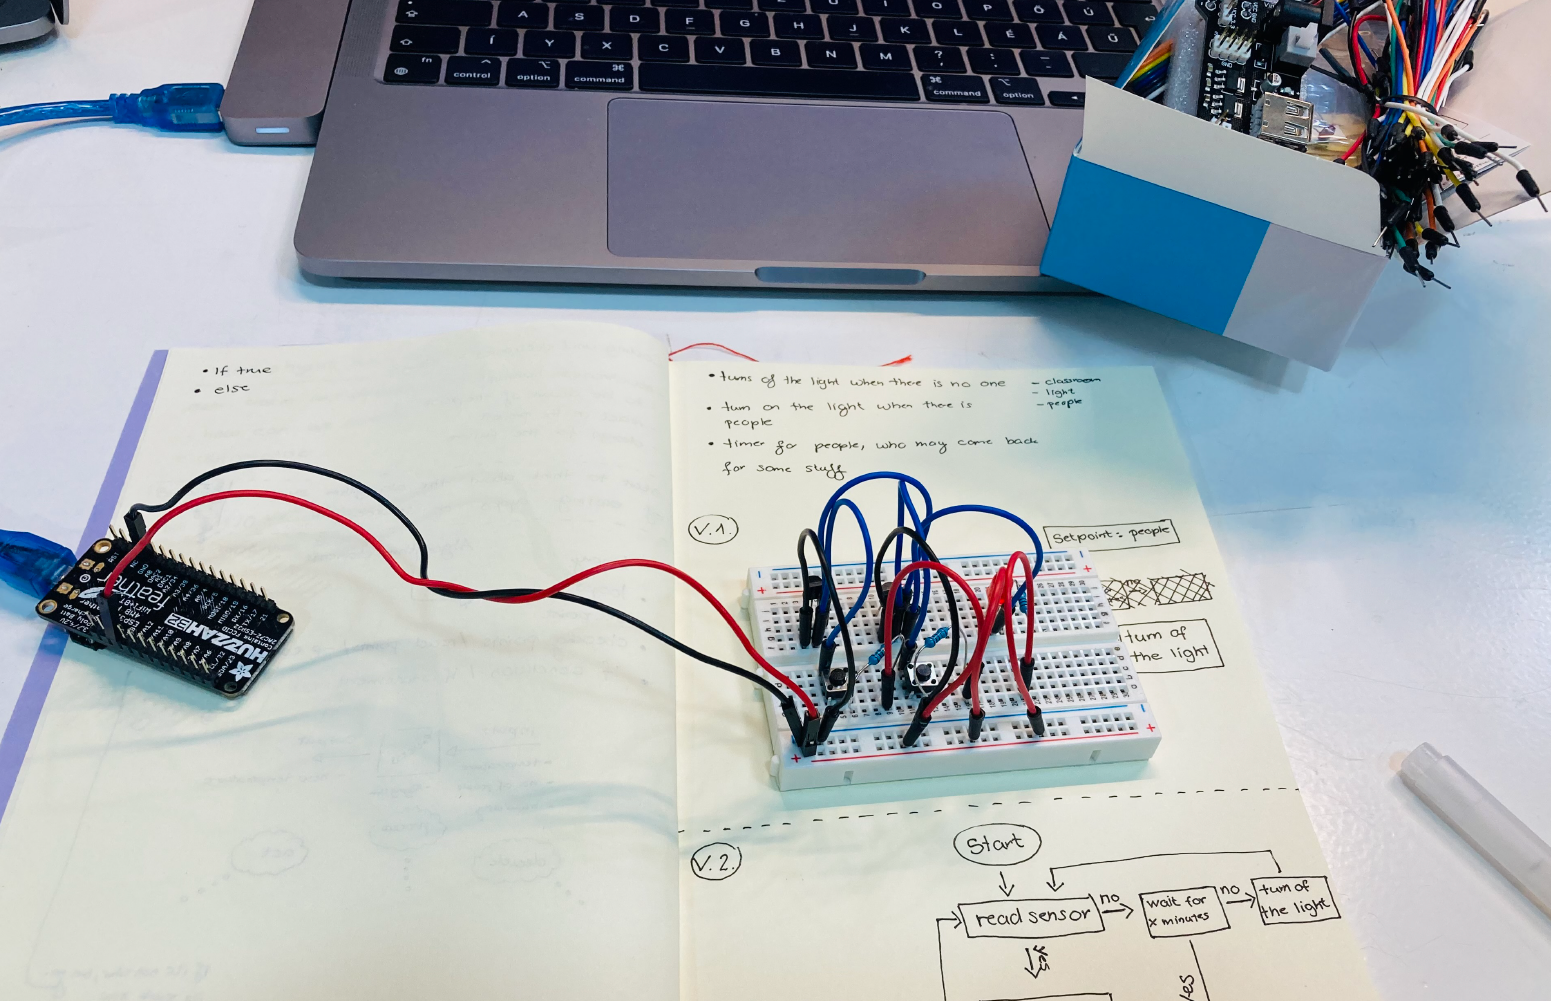 A S D F G H J K L É Á Ű
Í Y X C V B N M ? : -
fn control option command command option
• If true
• else
• turns of the light when there is no one
- classroom
- light
- people
• turn on the light when there is
people
• timer for people, who may come back
for some stuff
V.1.
Setpoint: people
turn of
the light
feather
HUZZAH32
V.2.
Start
read sensor
no
wait for
x minutes
no
turn of
the light
yes
yes